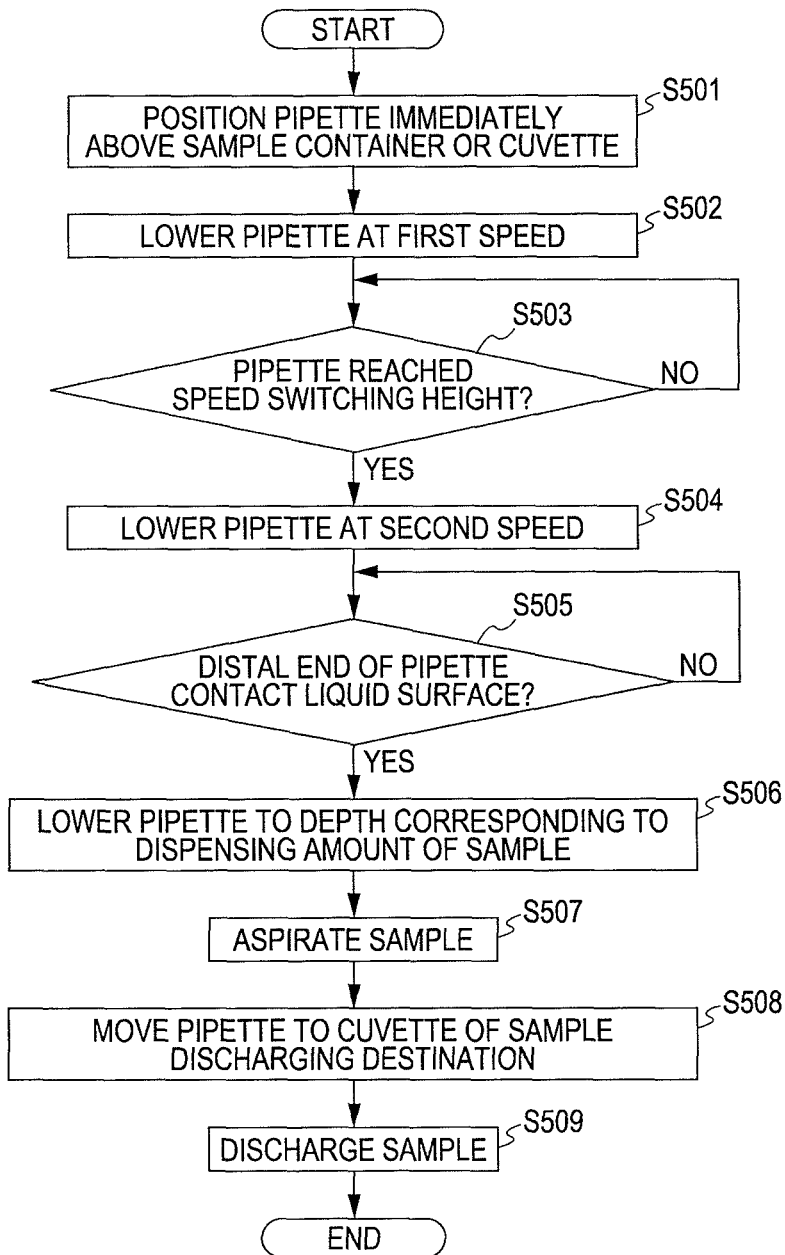 START
S501
POSITION PIPETTE IMMEDIATELY
ABOVE SAMPLE CONTAINER OR CUVETTE
S502
LOWER PIPETTE AT FIRST SPEED
S503
PIPETTE REACHED
SPEED SWITCHING HEIGHT?
NO
YES
S504
LOWER PIPETTE AT SECOND SPEED
S505
DISTAL END OF PIPETTE
CONTACT LIQUID SURFACE?
NO
YES
S506
LOWER PIPETTE TO DEPTH CORRESPONDING TO
DISPENSING AMOUNT OF SAMPLE
S507
ASPIRATE SAMPLE
S508
MOVE PIPETTE TO CUVETTE OF SAMPLE
DISCHARGING DESTINATION
S509
DISCHARGE SAMPLE
END